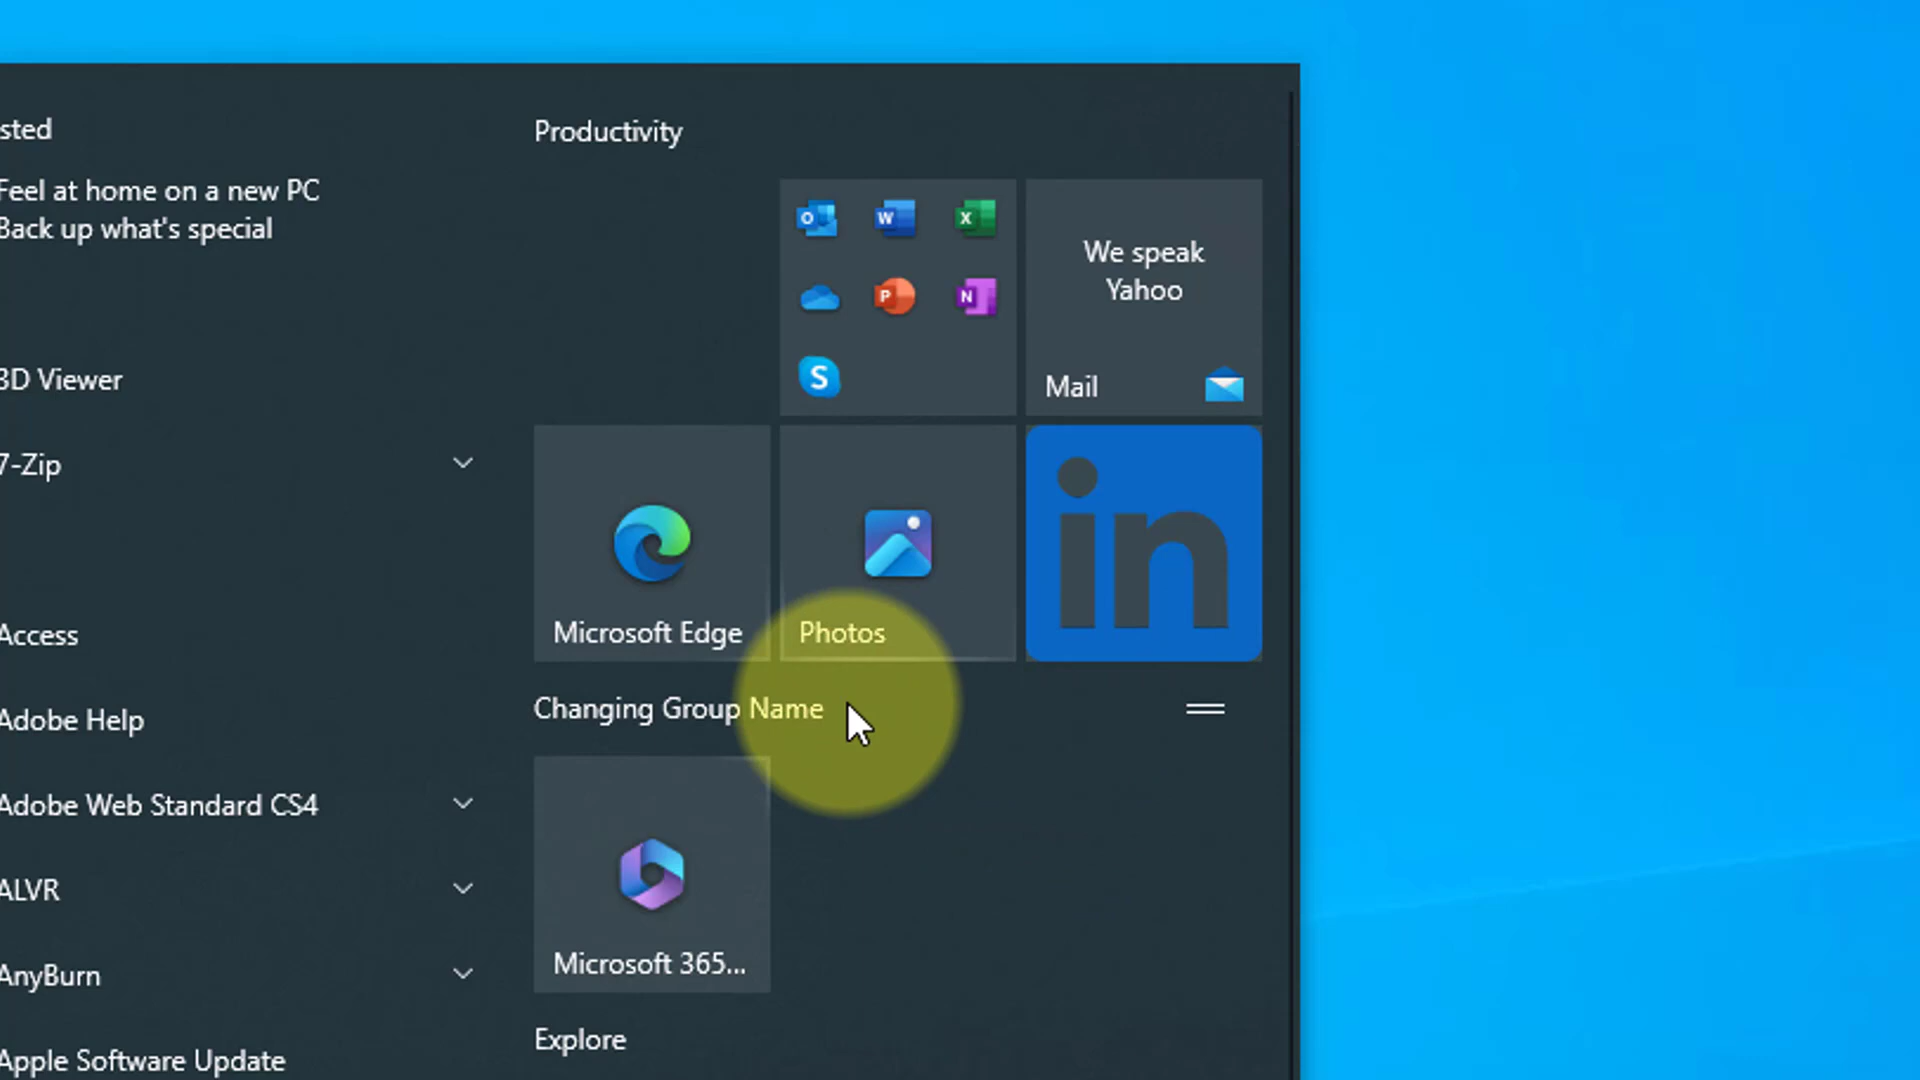 sted
Feel at home on a new PC
Back up what's special
3D Viewer
7-Zip
Access
Adobe Help
Adobe Web Standard CS4
ALVR
AnyBurn
Apple Software Update
Productivity
O W X
P N
S
We speak
Yahoo
Mail
Microsoft Edge
Photos
in
Changing Group Name
Microsoft 365...
Explore